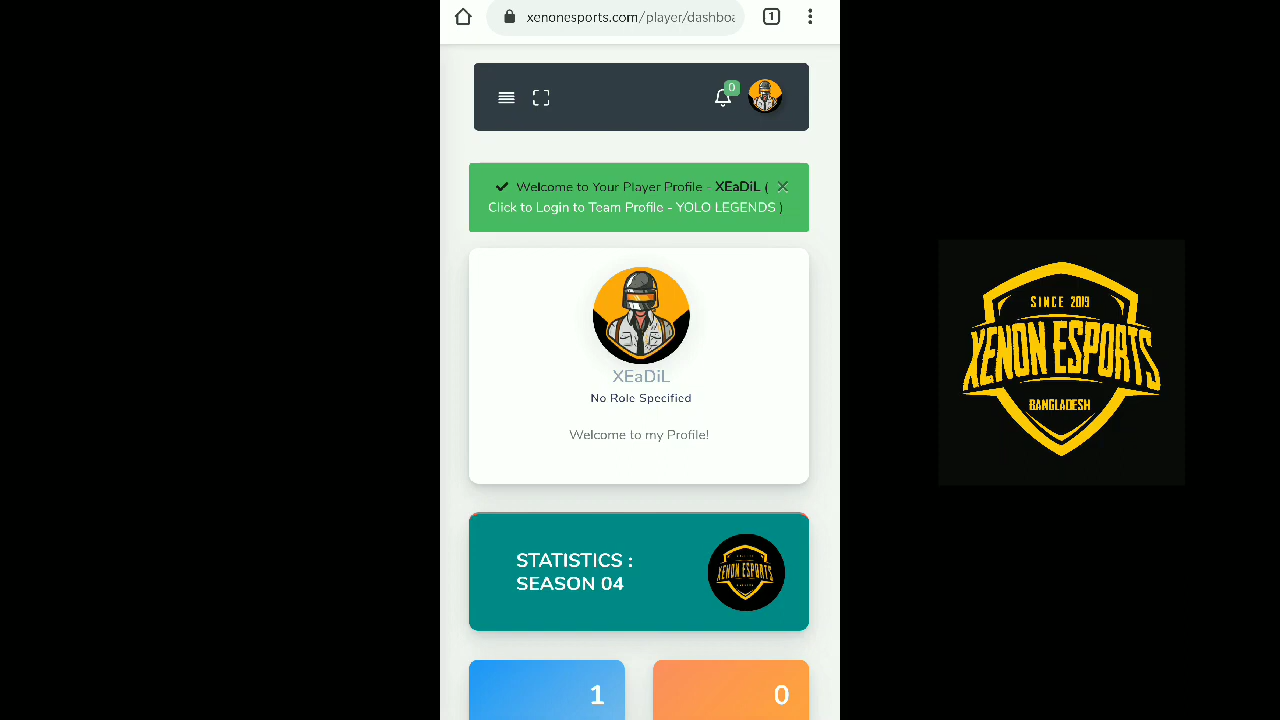 xenonesports.com/player/dashboa
1
0
Welcome to Your Player Profile - XEaDiL (
Click to Login to Team Profile - YOLO LEGENDS )
XEaDiL
No Role Specified
Welcome to my Profile!
STATISTICS :
SEASON 04
XENON ESPORTS
1
0
SINCE 2019
XENON ESPORTS
BANGLADESH